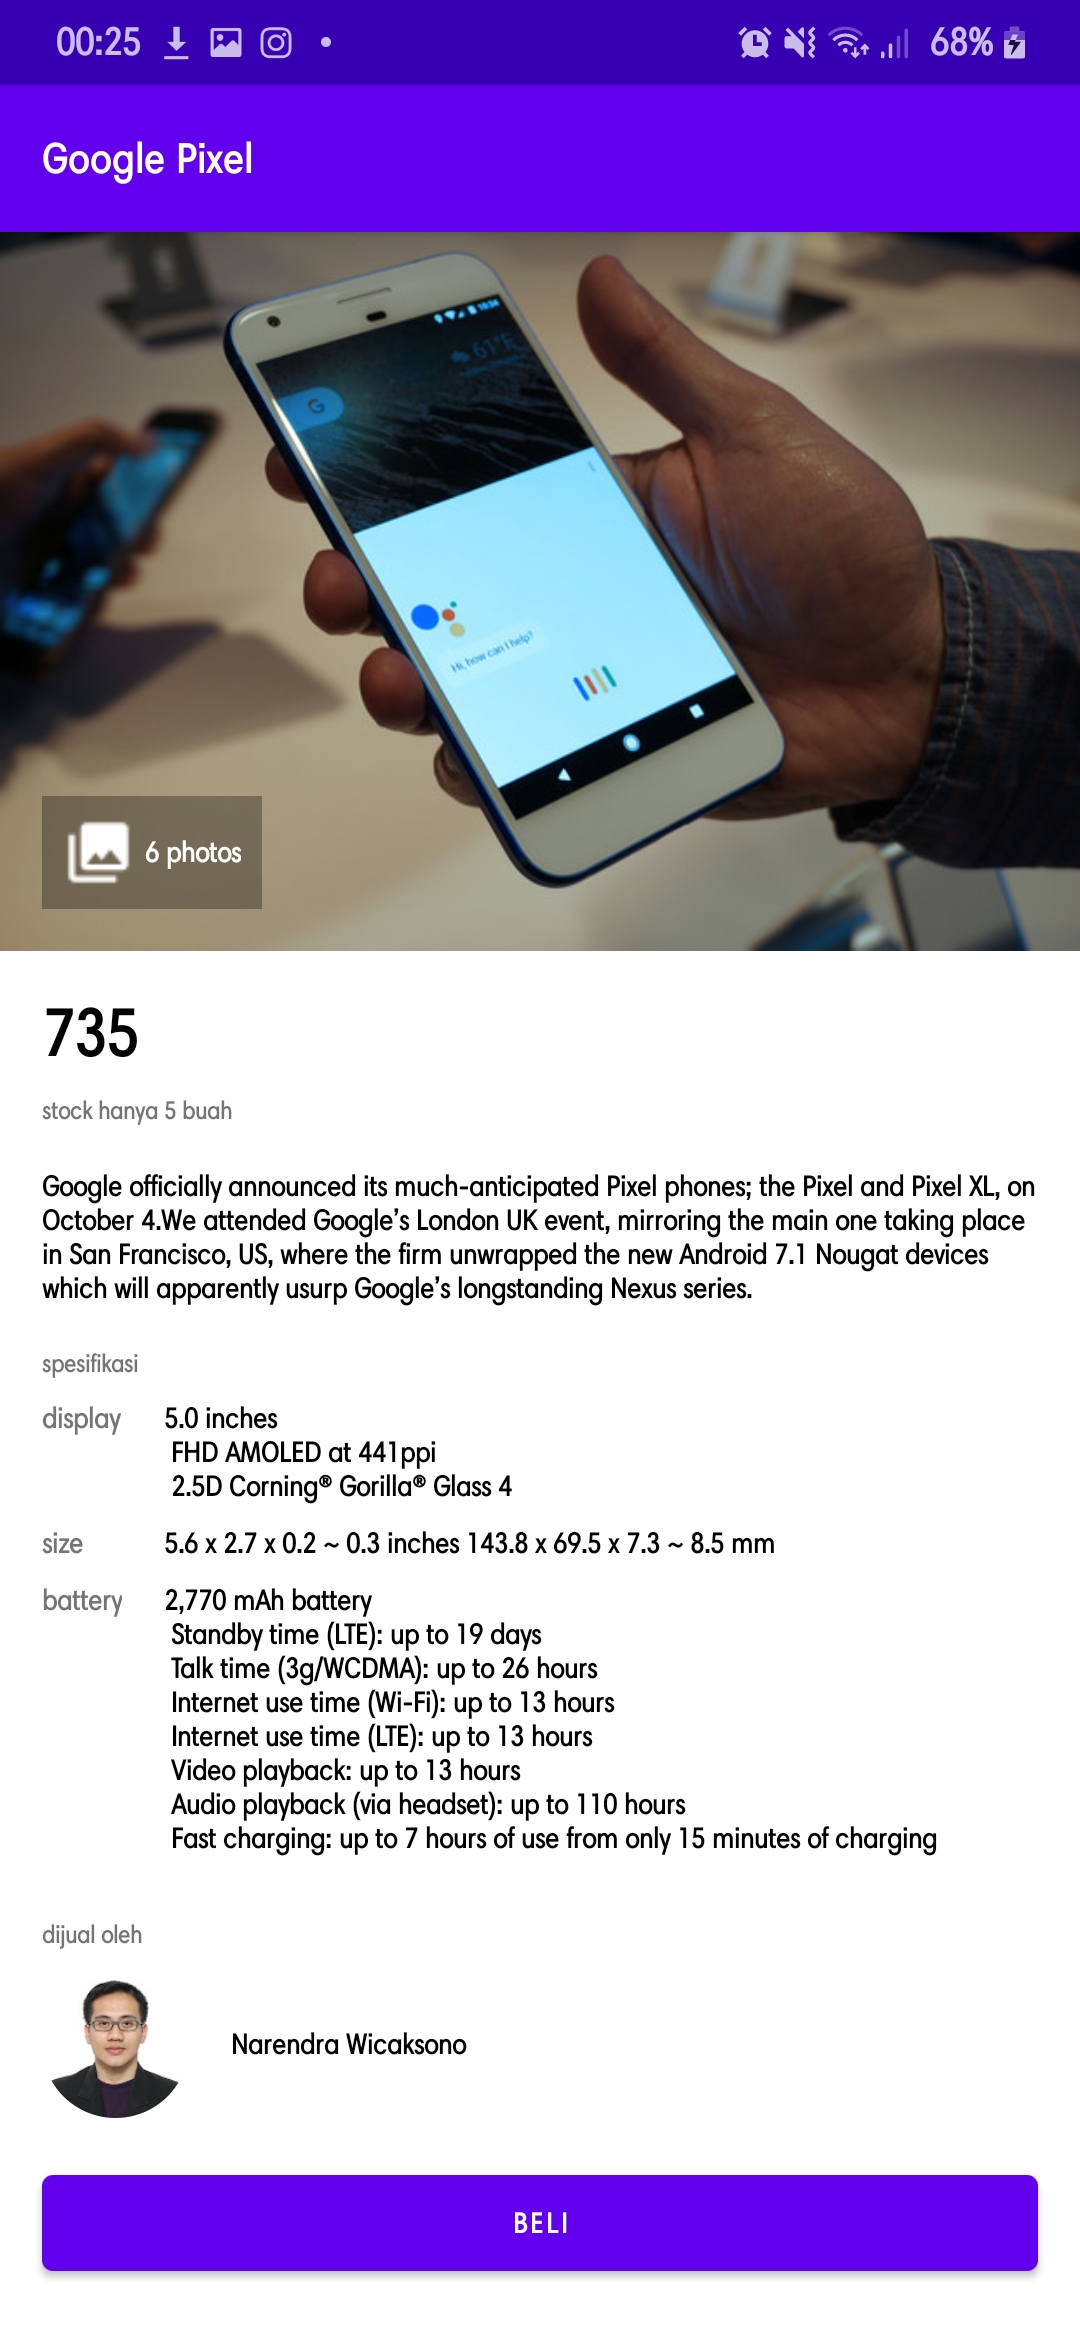 00:25
68%
Google Pixel
10:24
61°F
G
Hi, how can I help?
6 photos
735
stock hanya 5 buah
Google officially announced its much-anticipated Pixel phones; the Pixel and Pixel XL, on
October 4.We attended Google’s London UK event, mirroring the main one taking place
in San Francisco, US, where the firm unwrapped the new Android 7.1 Nougat devices
which will apparently usurp Google’s longstanding Nexus series.
spesifikasi
display 5.0 inches
FHD AMOLED at 441ppi
2.5D Corning® Gorilla® Glass 4
size 5.6 x 2.7 x 0.2 ~ 0.3 inches 143.8 x 69.5 x 7.3 ~ 8.5 mm
battery 2,770 mAh battery
Standby time (LTE): up to 19 days
Talk time (3g/WCDMA): up to 26 hours
Internet use time (Wi-Fi): up to 13 hours
Internet use time (LTE): up to 13 hours
Video playback: up to 13 hours
Audio playback (via headset): up to 110 hours
Fast charging: up to 7 hours of use from only 15 minutes of charging
dijual oleh
Narendra Wicaksono
BELI